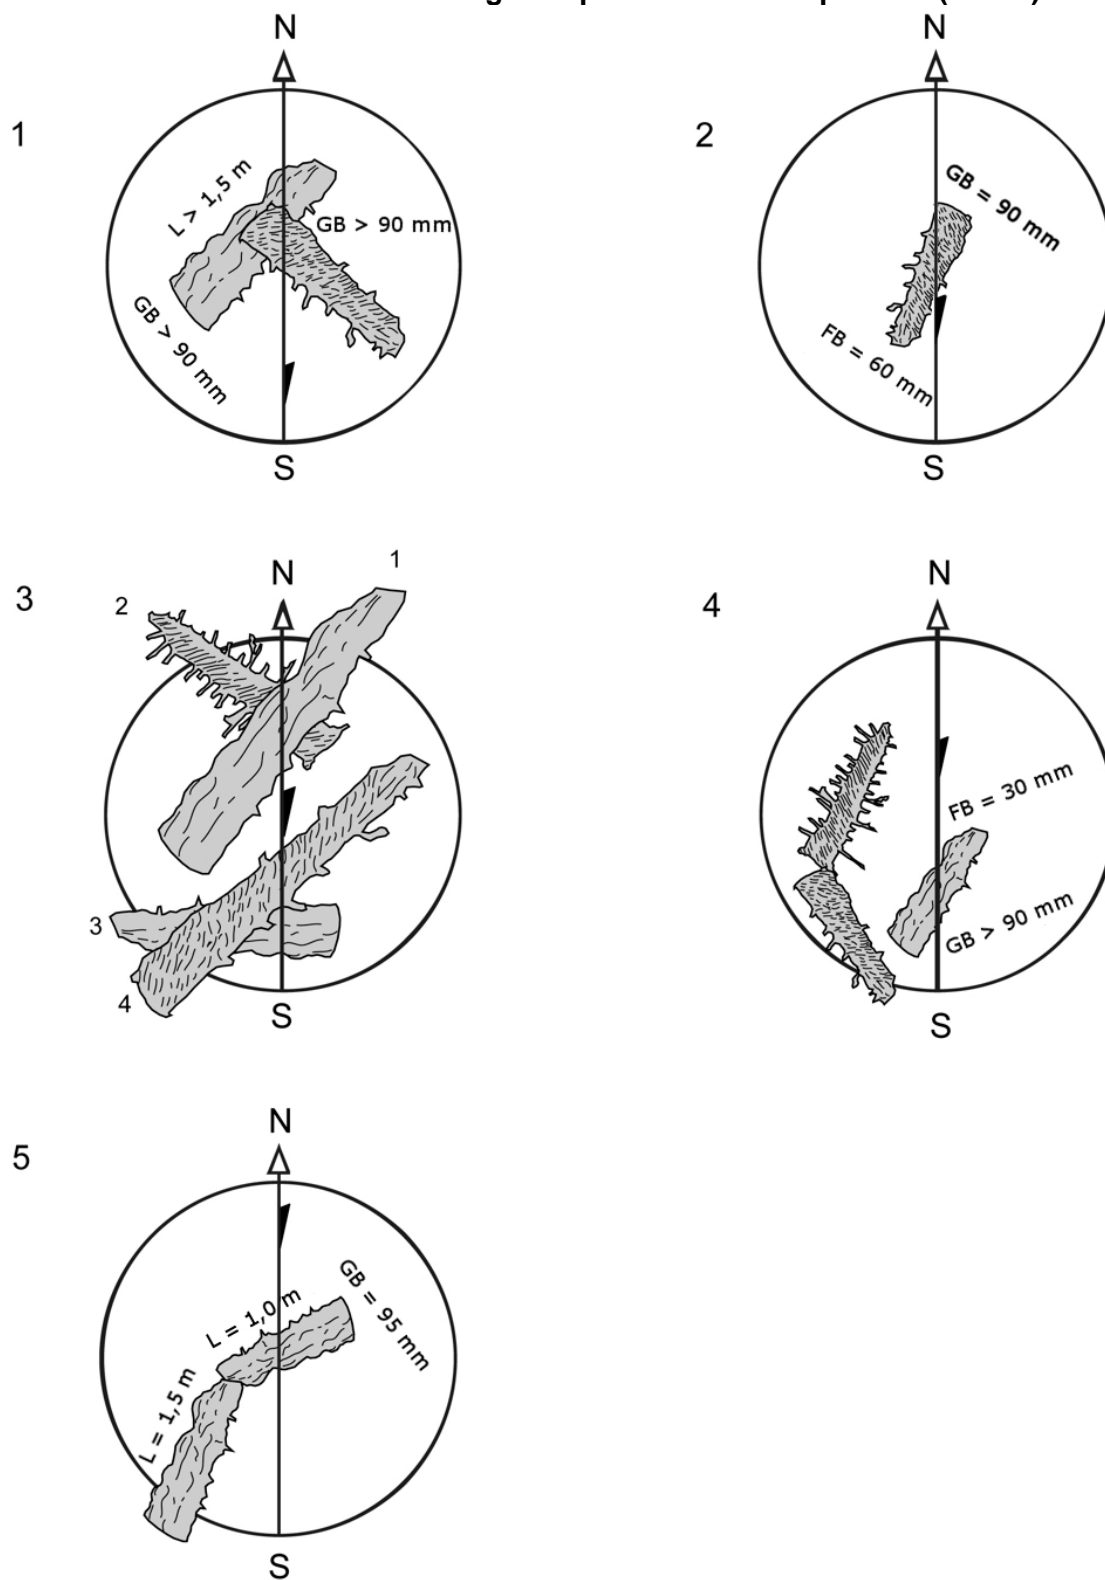 N
N
1
2
L > 1,5 m
GB > 90 mm
GB > 90 mm
GB = 90 mm
FB = 60 mm
S
S
1
N
N
3
2
4
FB = 30 mm
GB > 90 mm
3
4
S
S
N
5
GB = 95 mm
L = 1,0 m
L = 1,5 m
S